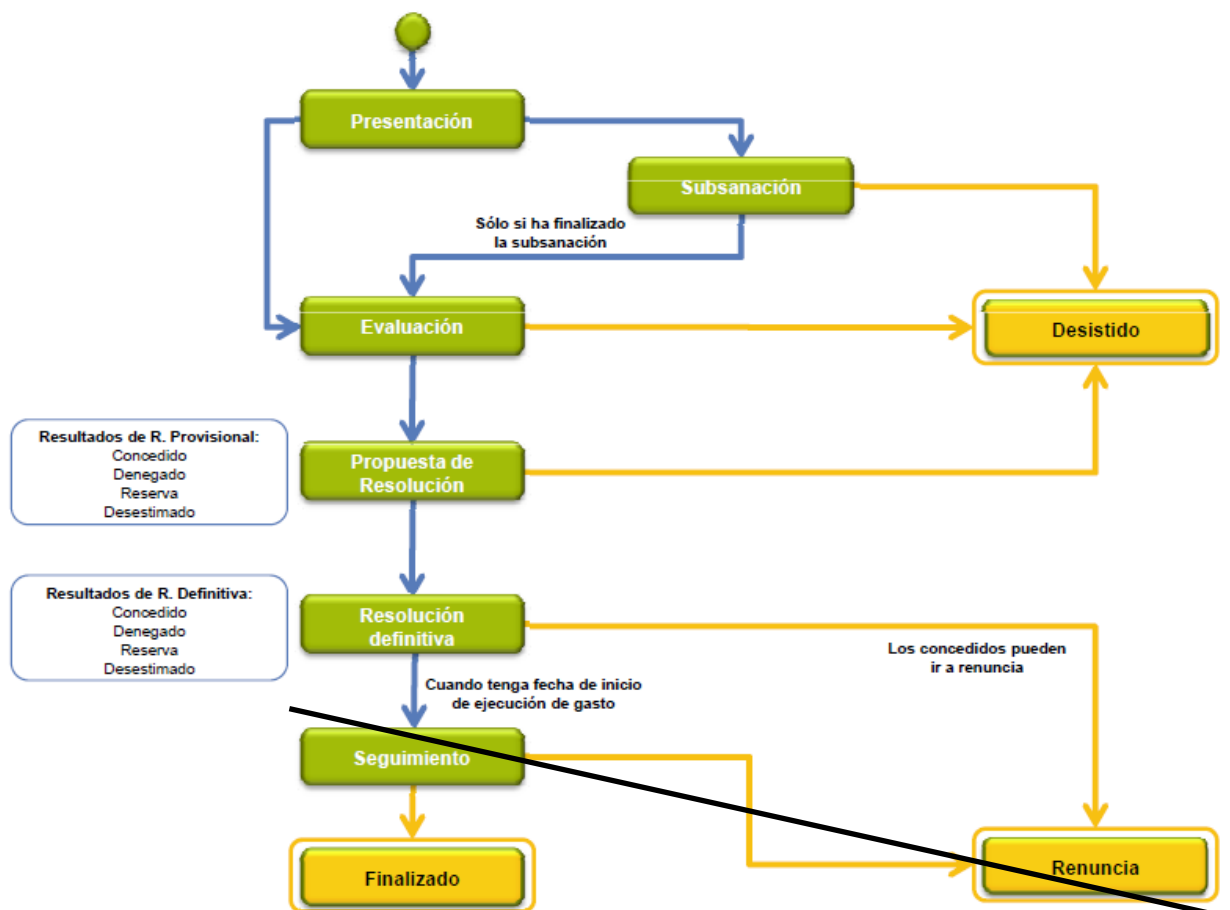 Presentación
Subsanación
Sólo si ha finalizado
la subsanación
Evaluación
Desistido
Resultados de R. Provisional:
Concedido
Denegado
Reserva
Desestimado
Propuesta de
Resolución
Resultados de R. Definitiva:
Concedido
Denegado
Reserva
Desestimado
Resolución
definitiva
Los concedidos pueden
ir a renuncia
Cuando tenga fecha de inicio
de ejecución de gasto
Seguimiento
Finalizado
Renuncia